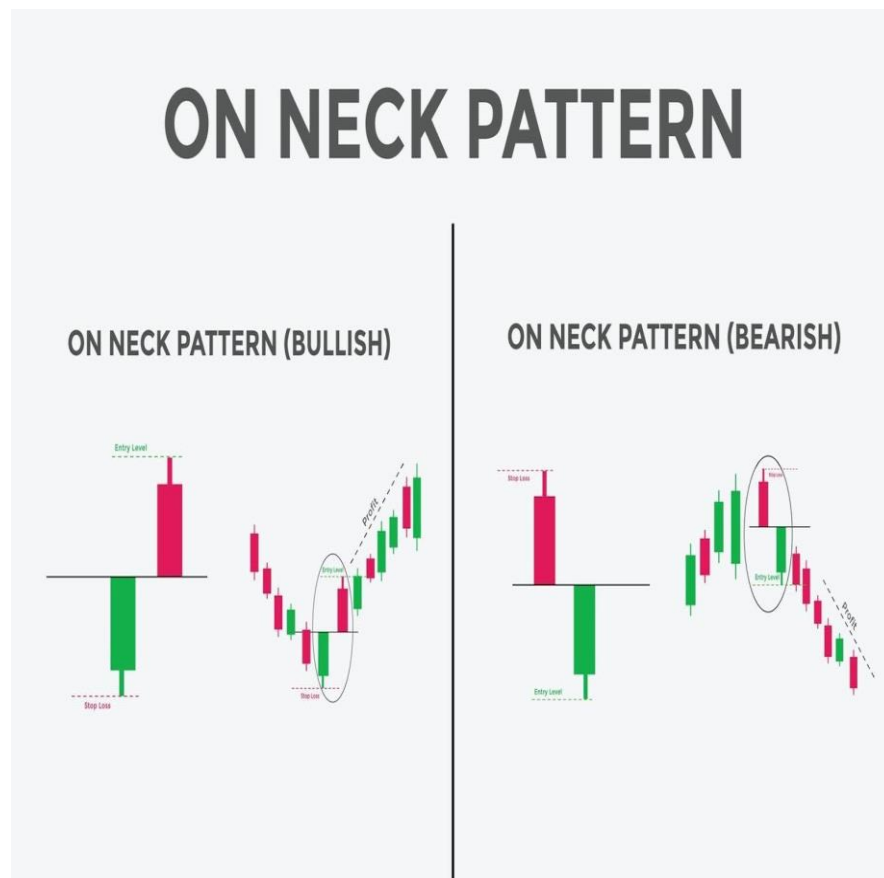 ON NECK PATTERN
ON NECK PATTERN (BULLISH)
Entry Level
Stop Loss
Entry Level
Stop Loss
Profit
ON NECK PATTERN (BEARISH)
Stop Loss
Entry Level
Entry Level
Profit